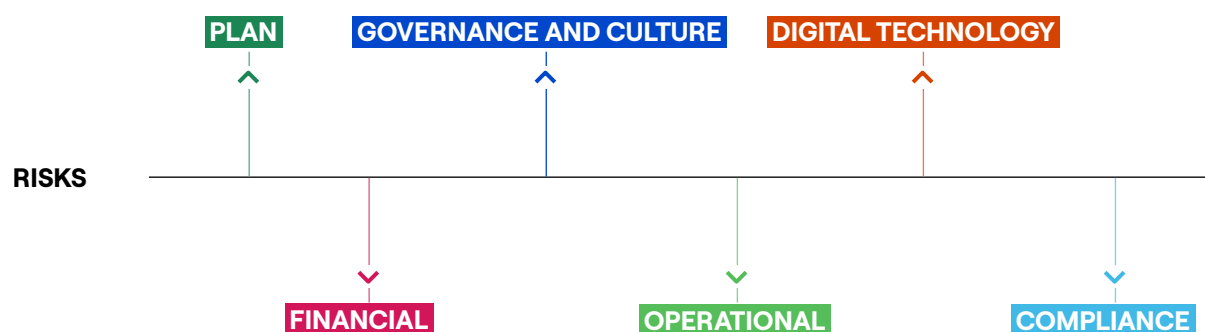 PLAN
GOVERNANCE AND CULTURE
DIGITAL TECHNOLOGY
RISKS
FINANCIAL
OPERATIONAL
COMPLIANCE